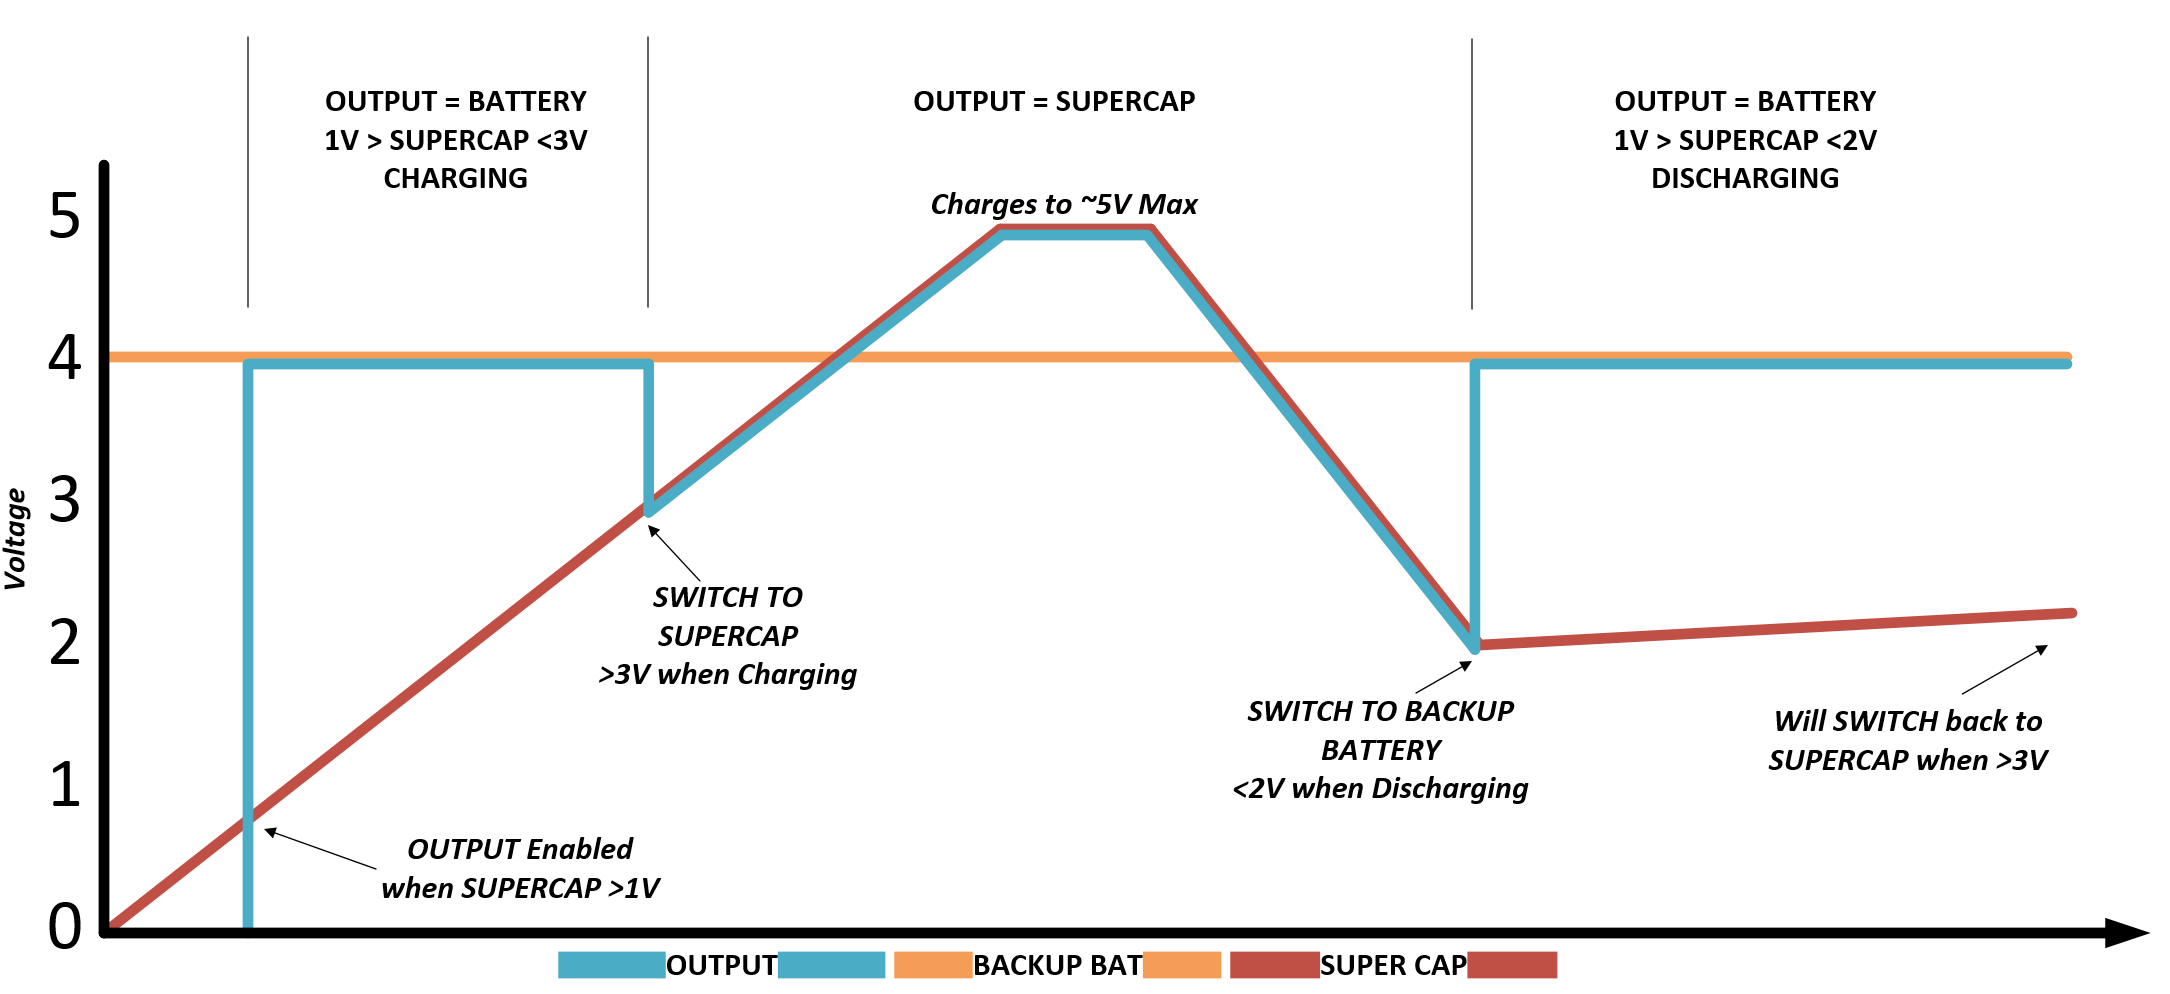 OUTPUT = BATTERY
1V > SUPERCAP <3V
CHARGING
OUTPUT = SUPERCAP
OUTPUT = BATTERY
1V > SUPERCAP <2V
DISCHARGING
Charges to ~5V Max
5
4
3
2
1
0
Voltage
SWITCH TO
SUPERCAP
>3V when Charging
SWITCH TO BACKUP
BATTERY
<2V when Discharging
Will SWITCH back to
SUPERCAP when >3V
OUTPUT Enabled
when SUPERCAP >1V
OUTPUT
BACKUP BAT
SUPER CAP